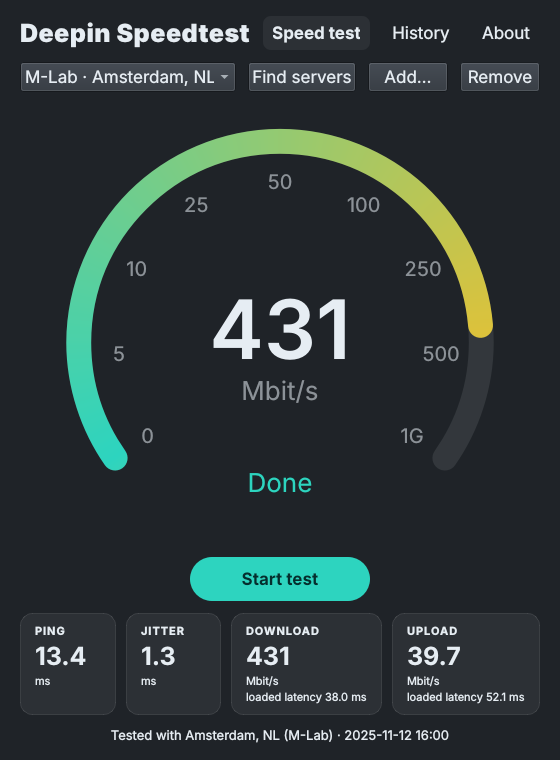 Deepin Speedtest Speed test History About
M-Lab · Amsterdam, NL Find servers Add... Remove
50
25 100
10 250
431
5 500
Mbit/s
0 1G
Done
Start test
PING JITTER DOWNLOAD UPLOAD
13.4 1.3 431 39.7
ms ms Mbit/s Mbit/s
loaded latency 38.0 ms loaded latency 52.1 ms
Tested with Amsterdam, NL (M-Lab) · 2025-11-12 16:00